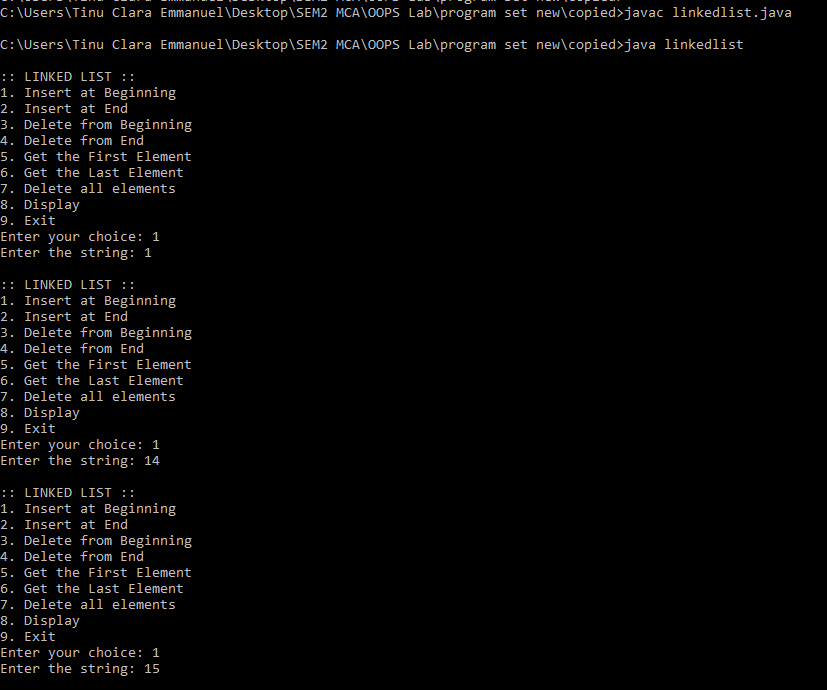 C:\Users\Tinu Clara Emmanuel\Desktop\SEM2 MCA\OOPS Lab\program set new\copied>javac linkedlist.java
C:\Users\Tinu Clara Emmanuel\Desktop\SEM2 MCA\OOPS Lab\program set new\copied>java linkedlist
:: LINKED LIST ::
1. Insert at Beginning
2. Insert at End
3. Delete from Beginning
4. Delete from End
5. Get the First Element
6. Get the Last Element
7. Delete all elements
8. Display
9. Exit
Enter your choice: 1
Enter the string: 1
:: LINKED LIST ::
1. Insert at Beginning
2. Insert at End
3. Delete from Beginning
4. Delete from End
5. Get the First Element
6. Get the Last Element
7. Delete all elements
8. Display
9. Exit
Enter your choice: 1
Enter the string: 14
:: LINKED LIST ::
1. Insert at Beginning
2. Insert at End
3. Delete from Beginning
4. Delete from End
5. Get the First Element
6. Get the Last Element
7. Delete all elements
8. Display
9. Exit
Enter your choice: 1
Enter the string: 15